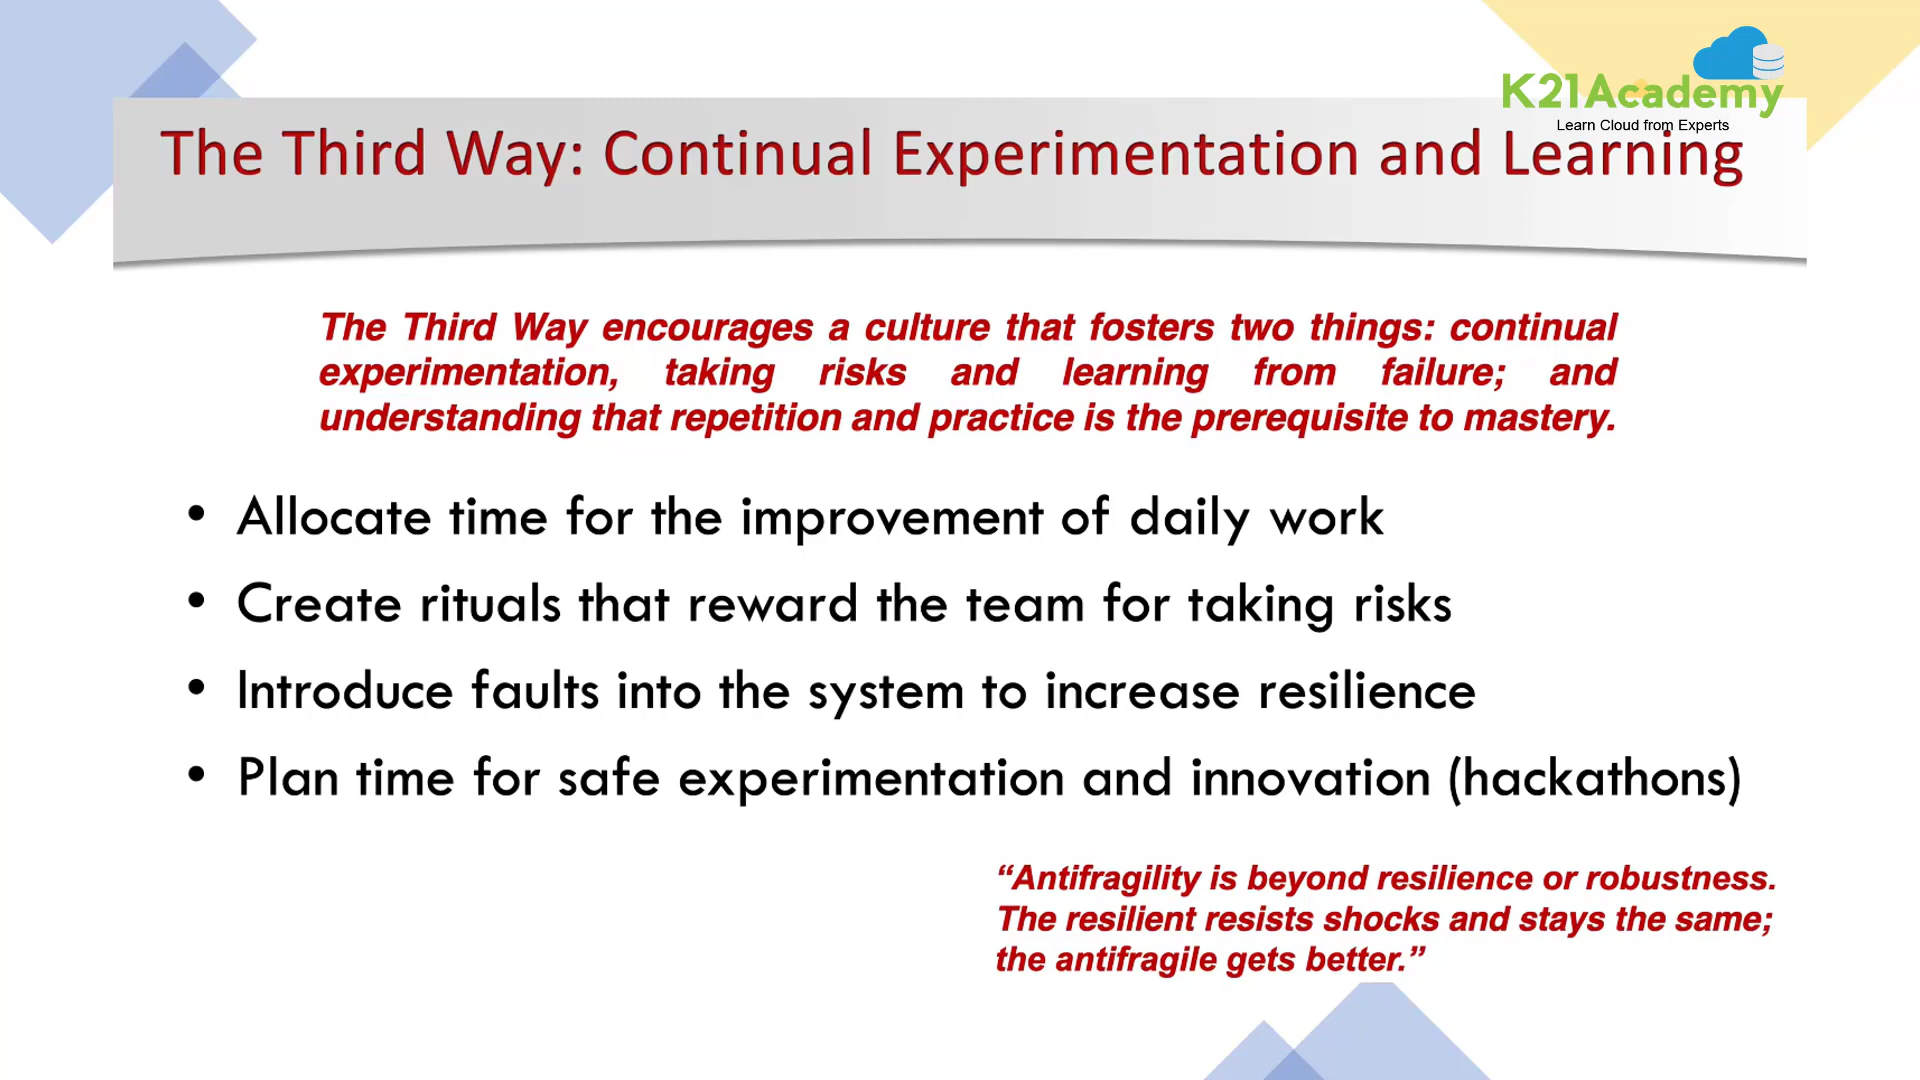 K21Academy
Learn Cloud from Experts
The Third Way: Continual Experimentation and Learning
The Third Way encourages a culture that fosters two things: continual
experimentation, taking risks and learning from failure; and
understanding that repetition and practice is the prerequisite to mastery.
• Allocate time for the improvement of daily work
• Create rituals that reward the team for taking risks
• Introduce faults into the system to increase resilience
• Plan time for safe experimentation and innovation (hackathons)
“Antifragility is beyond resilience or robustness.
The resilient resists shocks and stays the same;
the antifragile gets better.”